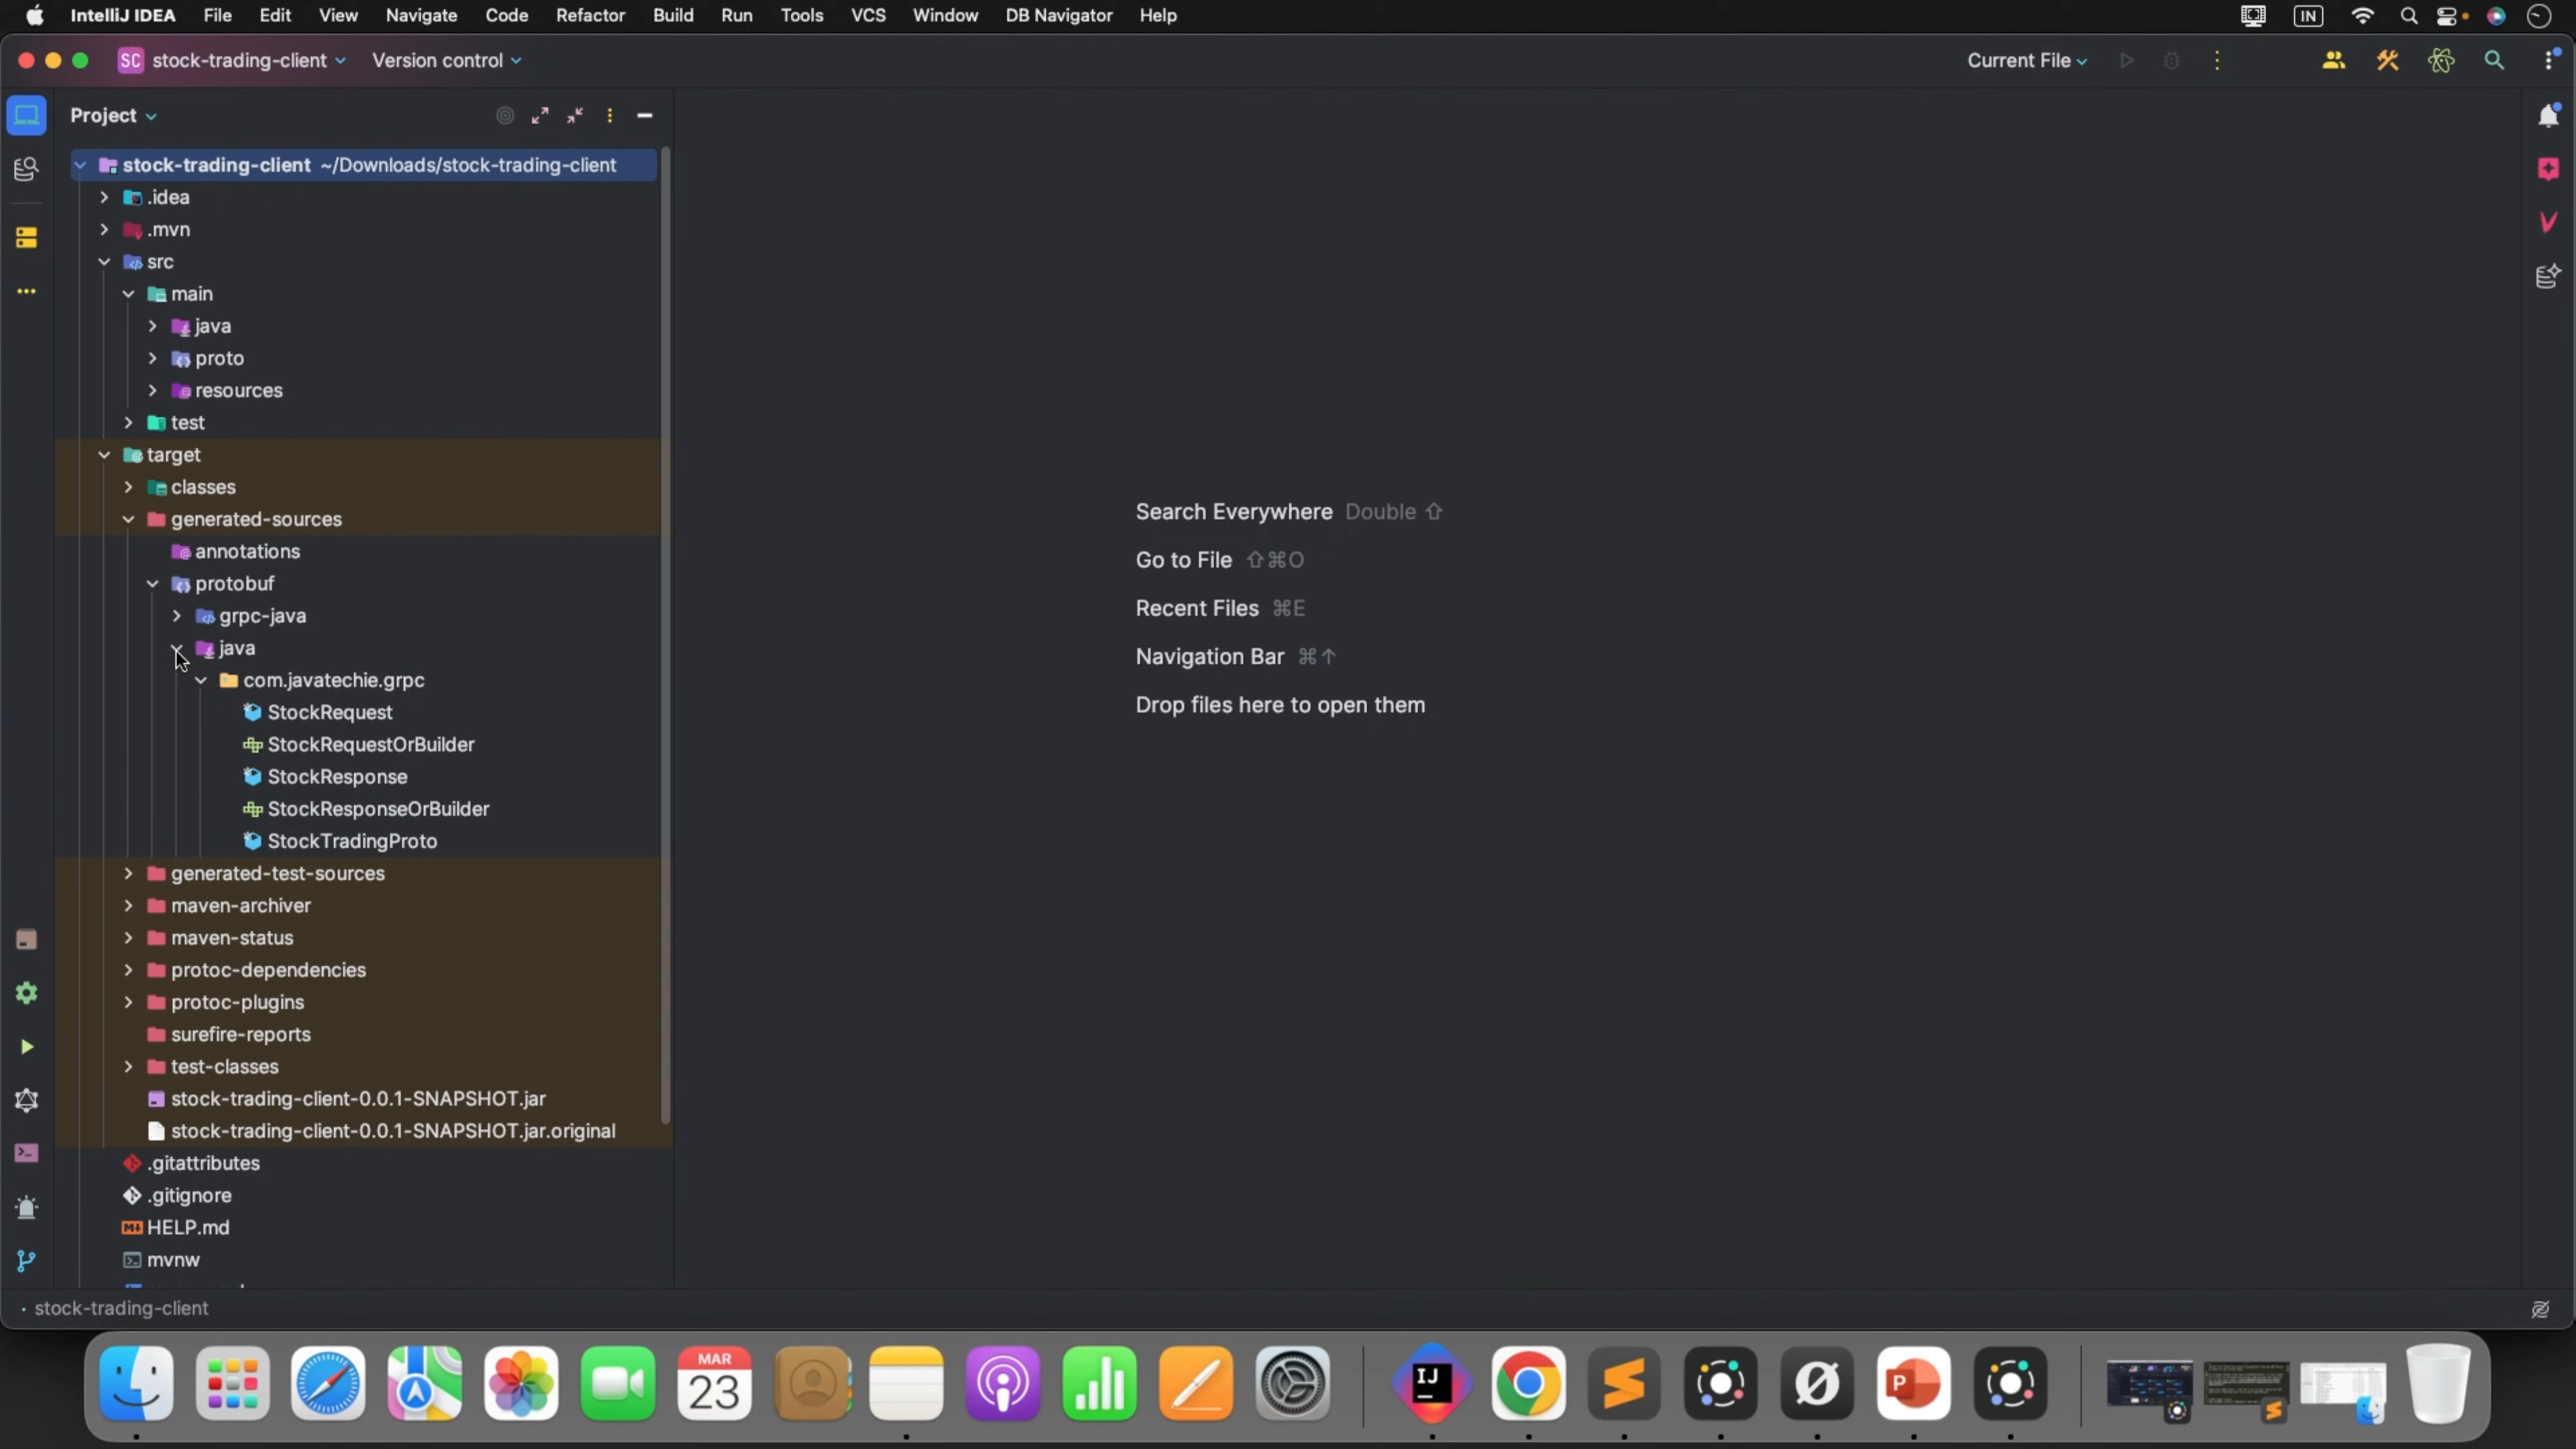 IntelliJ IDEA File Edit View Navigate Code Refactor Build Run Tools VCS Window DB Navigator Help IN
SC stock-trading-client Version control Current File
Project
stock-trading-client ~/Downloads/stock-trading-client
.idea
.mvn
src
main
java
proto
resources
test
target
classes
generated-sources
annotations
protobuf
grpc-java
java
com.javatechie.grpc
StockRequest
StockRequestOrBuilder
StockResponse
StockResponseOrBuilder
StockTradingProto
generated-test-sources
maven-archiver
maven-status
protoc-dependencies
protoc-plugins
surefire-reports
test-classes
stock-trading-client-0.0.1-SNAPSHOT.jar
stock-trading-client-0.0.1-SNAPSHOT.jar.original
.gitattributes
.gitignore
HELP.md
mvnw
Search Everywhere Double ⇧
Go to File ⇧⌘O
Recent Files ⌘E
Navigation Bar ⌘↑
Drop files here to open them
stock-trading-client
MAR
23
IJ
P